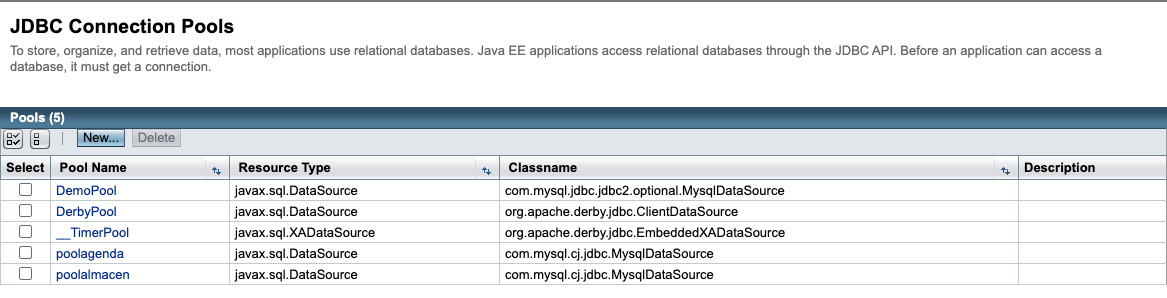 JDBC Connection Pools
To store, organize, and retrieve data, most applications use relational databases. Java EE applications access relational databases through the JDBC API. Before an application can access a
database, it must get a connection.
Pools (5)
New... Delete
Select Pool Name Resource Type Classname Description
DemoPool javax.sql.DataSource com.mysql.jdbc.jdbc2.optional.MysqlDataSource
DerbyPool javax.sql.DataSource org.apache.derby.jdbc.ClientDataSource
__TimerPool javax.sql.XADataSource org.apache.derby.jdbc.EmbeddedXADataSource
poolagenda javax.sql.DataSource com.mysql.cj.jdbc.MysqlDataSource
poolalmacen javax.sql.DataSource com.mysql.cj.jdbc.MysqlDataSource